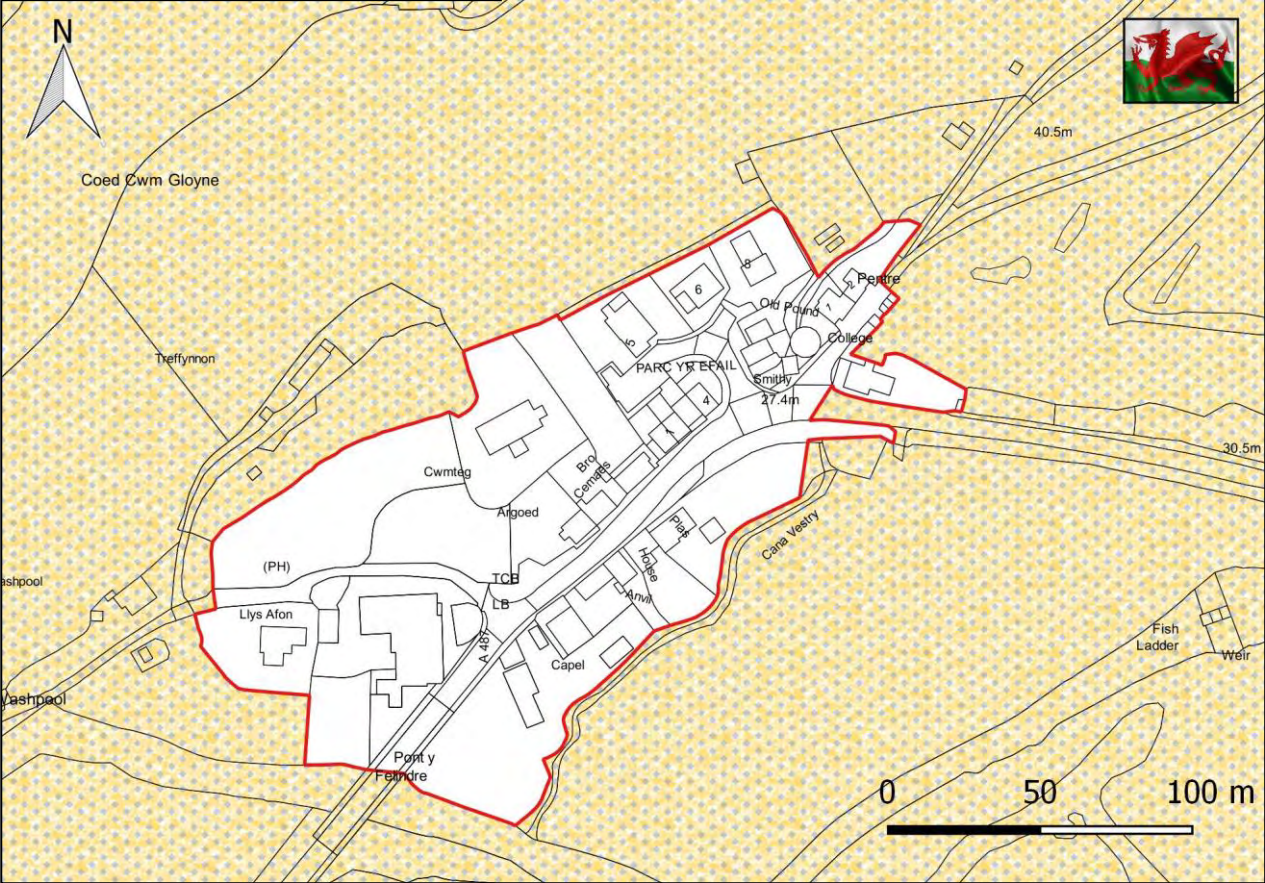 N
40.5m
Coed Cwm Gloyne
8
Pentre
2
6
1
Old Pound
College
5
Treffynnon
PARC YR EFAIL
Smithy
4
27.4m
1
30.5m
Bro
Cemaes
Cwmteg
Argoed
Plas
Cana Vestry
House
(PH)
TCB
ashpool
LB
Anvil
Llys Afon
A 487
Fish
Ladder
Weir
Capel
Vashpool
Pont y
Felindre
0 50 100 m